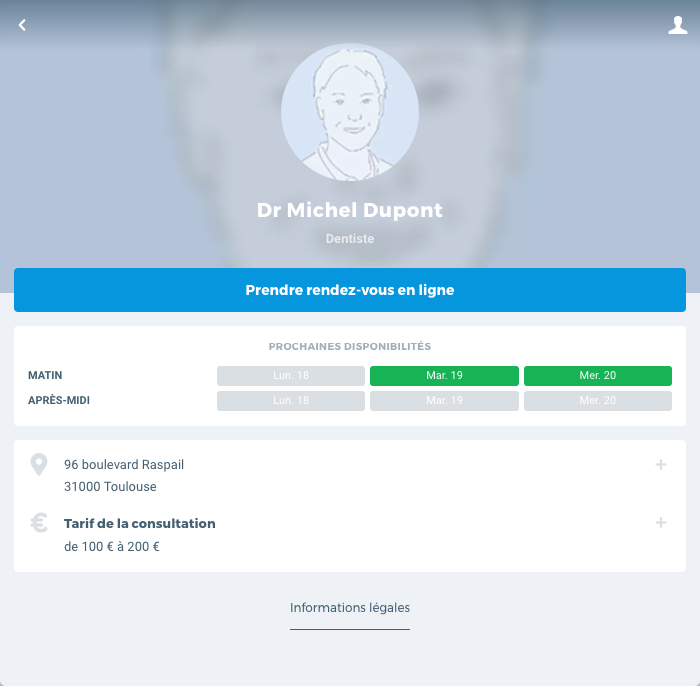 Dr Michel Dupont
Dentiste
Prendre rendez-vous en ligne
PROCHAINES DISPONIBILITÉS
MATIN Lun. 18 Mar. 19 Mer. 20
APRÈS-MIDI Lun. 18 Mar. 19 Mer. 20
96 boulevard Raspail
31000 Toulouse
Tarif de la consultation
de 100 € à 200 €
Informations légales